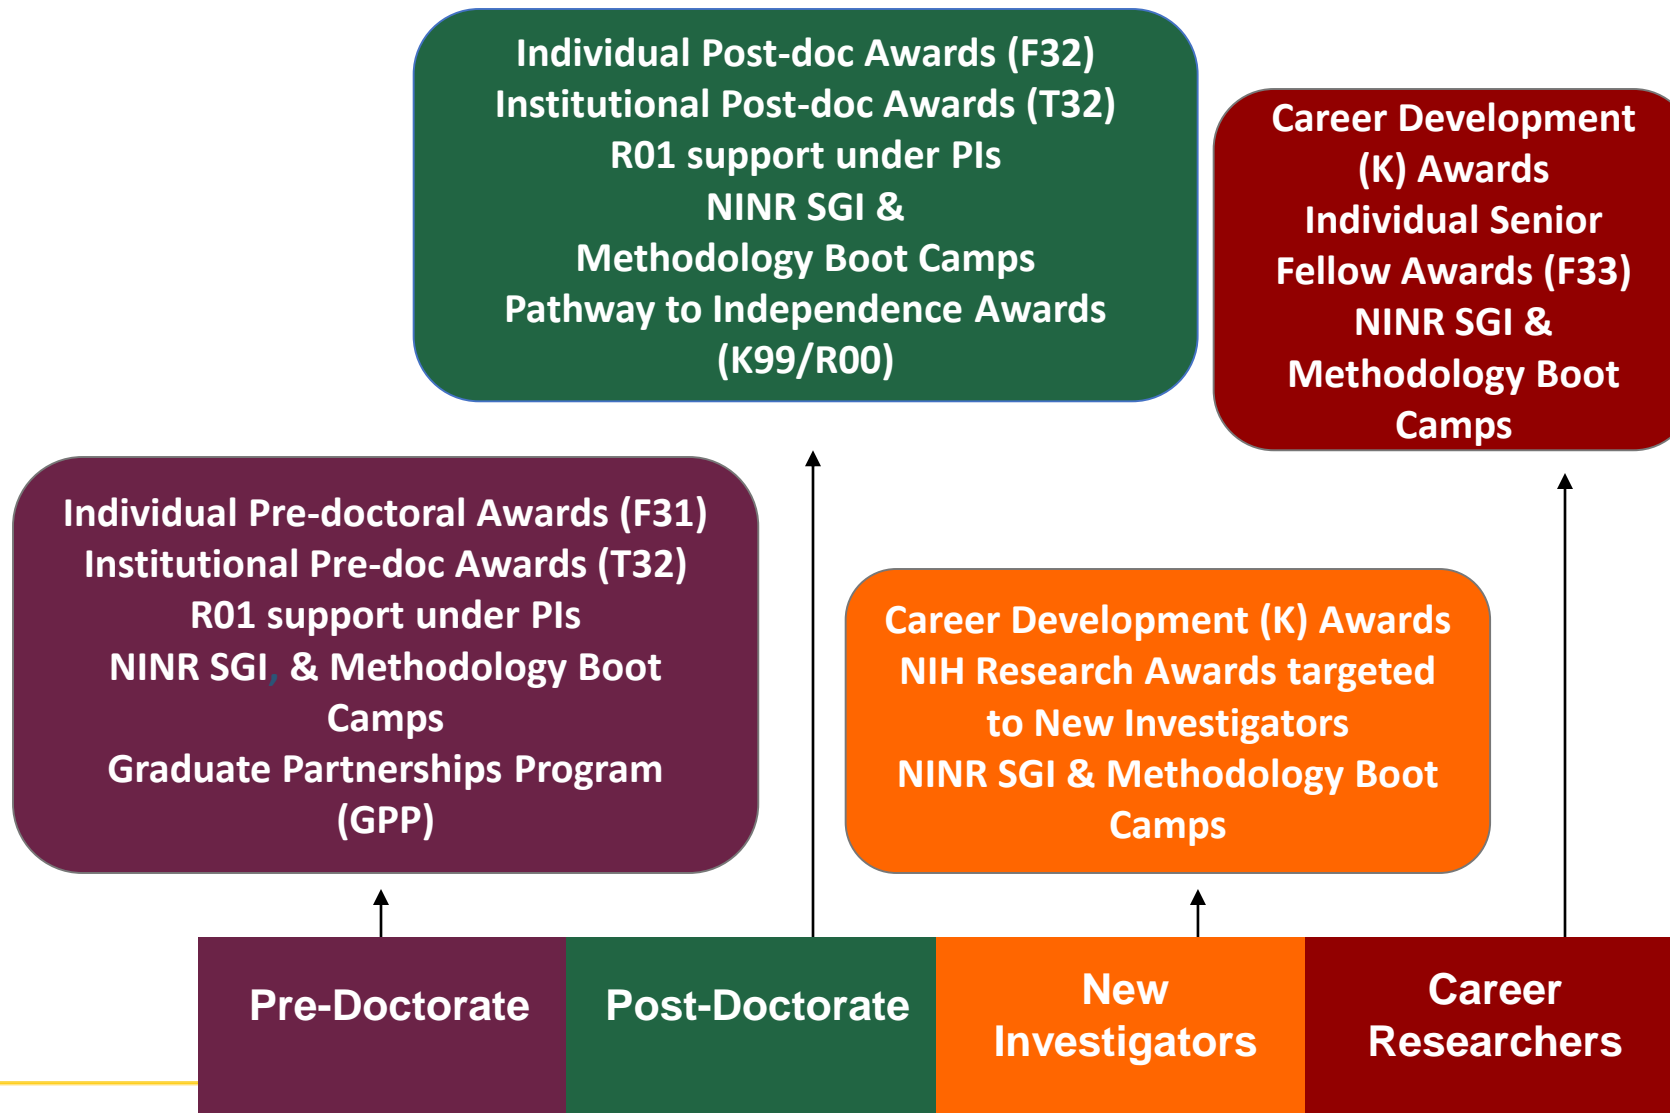 Individual Post-doc Awards (F32)
Institutional Post-doc Awards (T32)
R01 support under PIs
NINR SGI &
Methodology Boot Camps
Pathway to Independence Awards
(K99/R00)
Career Development
(K) Awards
Individual Senior
Fellow Awards (F33)
NINR SGI &
Methodology Boot
Camps
Individual Pre-doctoral Awards (F31)
Institutional Pre-doc Awards (T32)
R01 support under PIs
NINR SGI, & Methodology Boot
Camps
Graduate Partnerships Program
(GPP)
Career Development (K) Awards
NIH Research Awards targeted
to New Investigators
NINR SGI & Methodology Boot
Camps
Pre-Doctorate
Post-Doctorate
New
Investigators
Career
Researchers